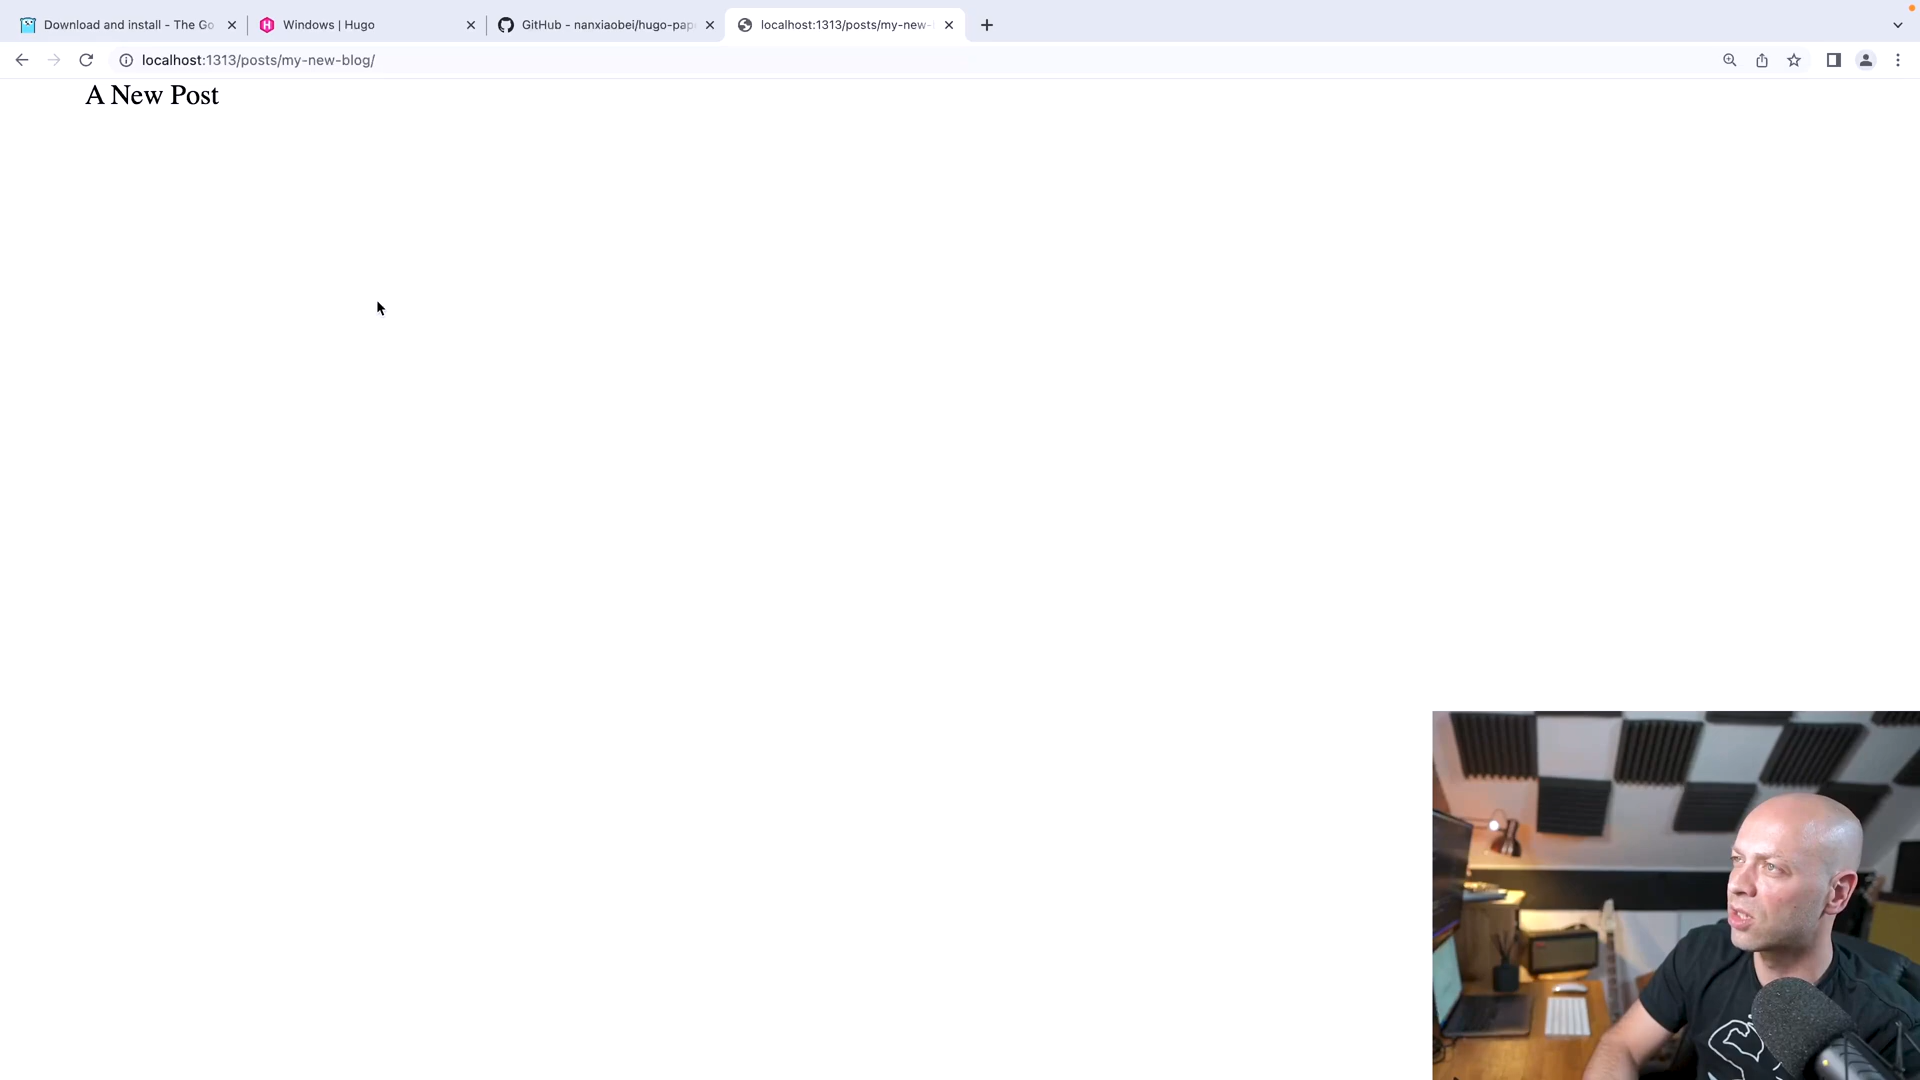 Download and install - The Go
Windows | Hugo
GitHub - nanxiaobei/hugo-pap
localhost:1313/posts/my-new-
localhost:1313/posts/my-new-blog/
A New Post